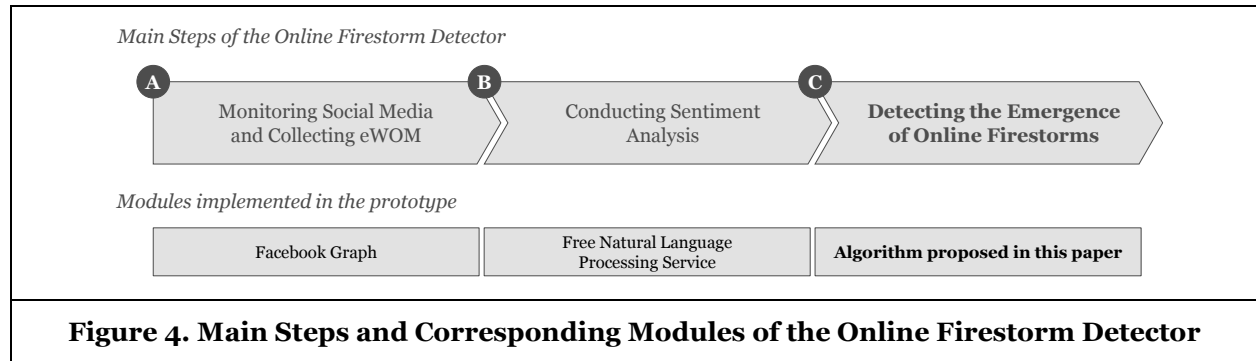 Main Steps of the Online Firestorm Detector
A
B
C
Monitoring Social Media
and Collecting eWOM
Conducting Sentiment
Analysis
Detecting the Emergence
of Online Firestorms
Modules implemented in the prototype
Facebook Graph
Free Natural Language
Processing Service
Algorithm proposed in this paper
Figure 4. Main Steps and Corresponding Modules of the Online Firestorm Detector